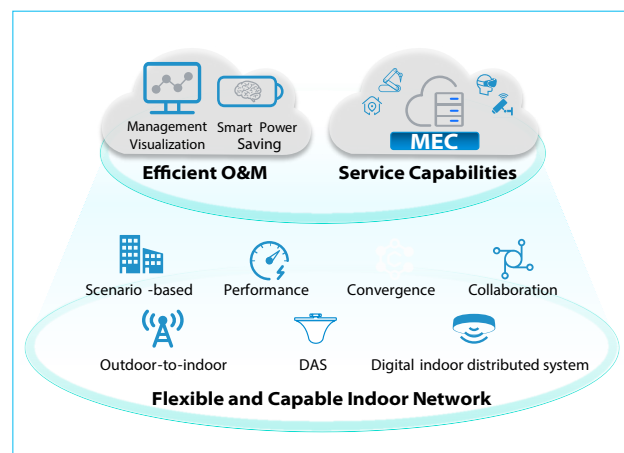 Management
Visualization
Smart Power
Saving
MEC
Efficient O&M
Service Capabilities
Scenario -based
Performance
Convergence
Collaboration
Outdoor-to-indoor
DAS
Digital indoor distributed system
Flexible and Capable Indoor Network